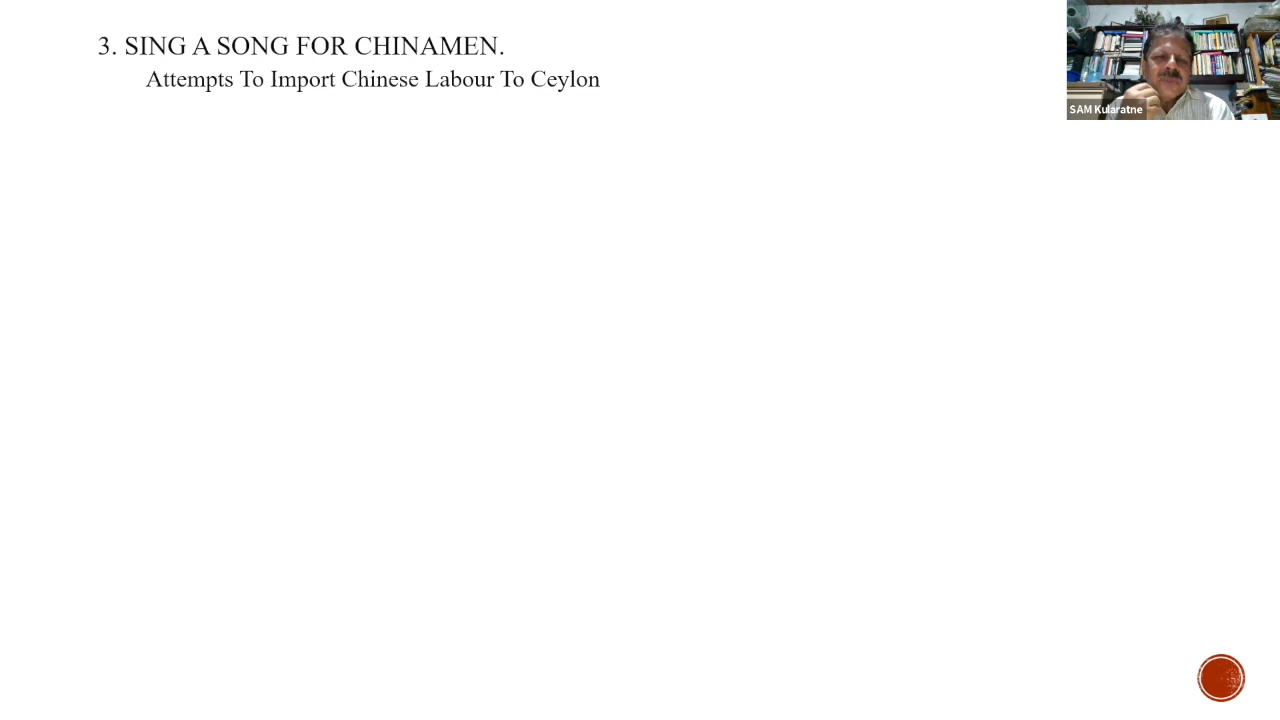 3. SING A SONG FOR CHINAMEN.
Attempts To Import Chinese Labour To Ceylon
SAM Kularatne